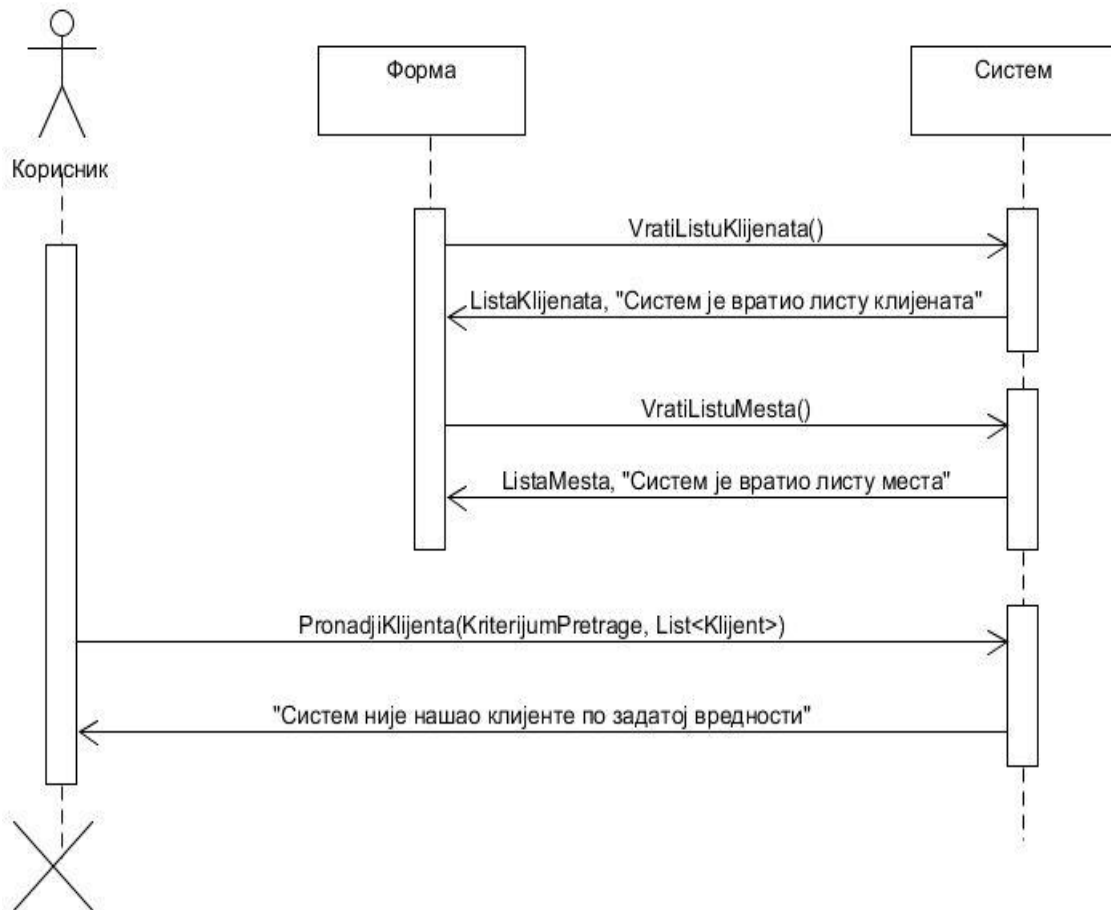 Форма
Систем
Корисник
VratiListuKlijenata()
ListaKlijenata, "Систем је вратио листу клијената"
VratiListuMesta()
ListaMesta, "Систем је вратио листу места"
PronadjiKlijenta(KriterijumPretrage, List<Klijent>)
"Систем није нашао клијенте по задатој вредности"